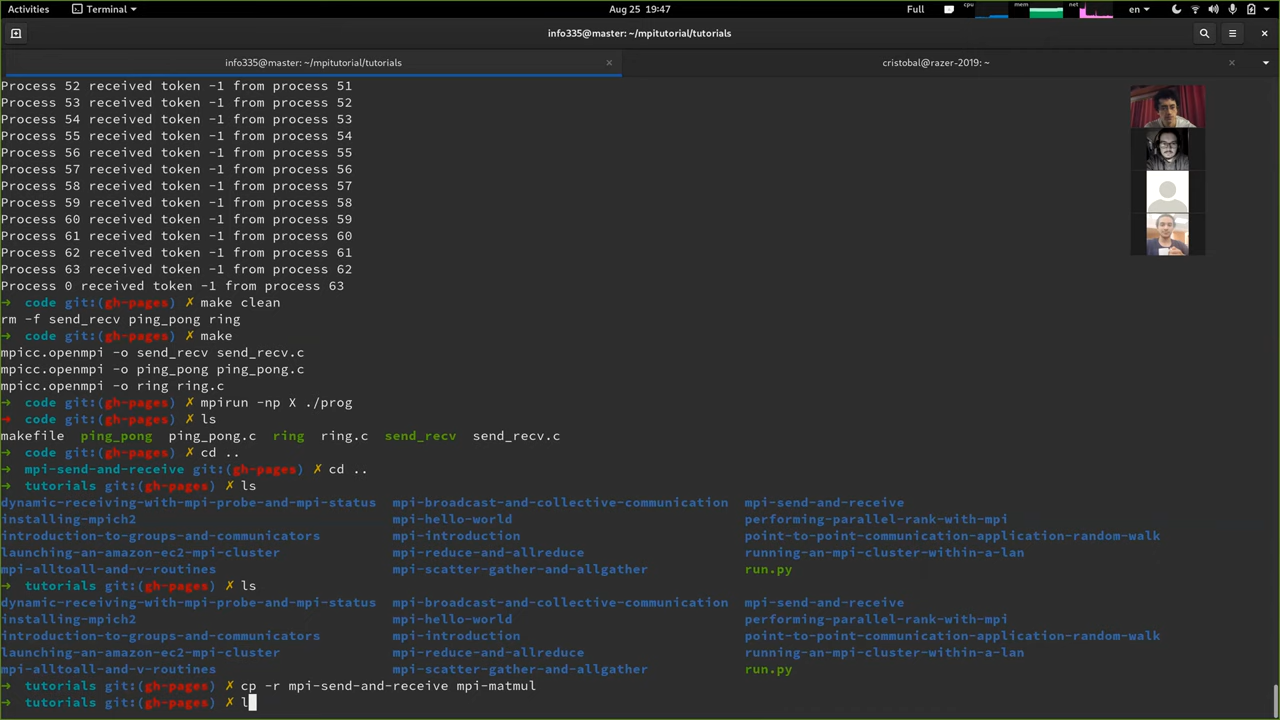 Activities Terminal Aug 25 19:47 Full cpu mem net en
info335@master: ~/mpitutorial/tutorials
info335@master: ~/mpitutorial/tutorials × cristobal@razer-2019: ~ ×
Process 52 received token -1 from process 51
Process 53 received token -1 from process 52
Process 54 received token -1 from process 53
Process 55 received token -1 from process 54
Process 56 received token -1 from process 55
Process 57 received token -1 from process 56
Process 58 received token -1 from process 57
Process 59 received token -1 from process 58
Process 60 received token -1 from process 59
Process 61 received token -1 from process 60
Process 62 received token -1 from process 61
Process 63 received token -1 from process 62
Process 0 received token -1 from process 63
→ code git:(gh-pages) ✗ make clean
rm -f send_recv ping_pong ring
→ code git:(gh-pages) ✗ make
mpicc.openmpi -o send_recv send_recv.c
mpicc.openmpi -o ping_pong ping_pong.c
mpicc.openmpi -o ring ring.c
→ code git:(gh-pages) ✗ mpirun -np X ./prog
→ code git:(gh-pages) ✗ ls
makefile ping_pong ping_pong.c ring ring.c send_recv send_recv.c
→ code git:(gh-pages) ✗ cd ..
→ mpi-send-and-receive git:(gh-pages) ✗ cd ..
→ tutorials git:(gh-pages) ✗ ls
dynamic-receiving-with-mpi-probe-and-mpi-status mpi-broadcast-and-collective-communication mpi-send-and-receive
installing-mpich2 mpi-hello-world performing-parallel-rank-with-mpi
introduction-to-groups-and-communicators mpi-introduction point-to-point-communication-application-random-walk
launching-an-amazon-ec2-mpi-cluster mpi-reduce-and-allreduce running-an-mpi-cluster-within-a-lan
mpi-alltoall-and-v-routines mpi-scatter-gather-and-allgather run.py
→ tutorials git:(gh-pages) ✗ ls
dynamic-receiving-with-mpi-probe-and-mpi-status mpi-broadcast-and-collective-communication mpi-send-and-receive
installing-mpich2 mpi-hello-world performing-parallel-rank-with-mpi
introduction-to-groups-and-communicators mpi-introduction point-to-point-communication-application-random-walk
launching-an-amazon-ec2-mpi-cluster mpi-reduce-and-allreduce running-an-mpi-cluster-within-a-lan
mpi-alltoall-and-v-routines mpi-scatter-gather-and-allgather run.py
→ tutorials git:(gh-pages) ✗ cp -r mpi-send-and-receive mpi-matmul
→ tutorials git:(gh-pages) ✗ l